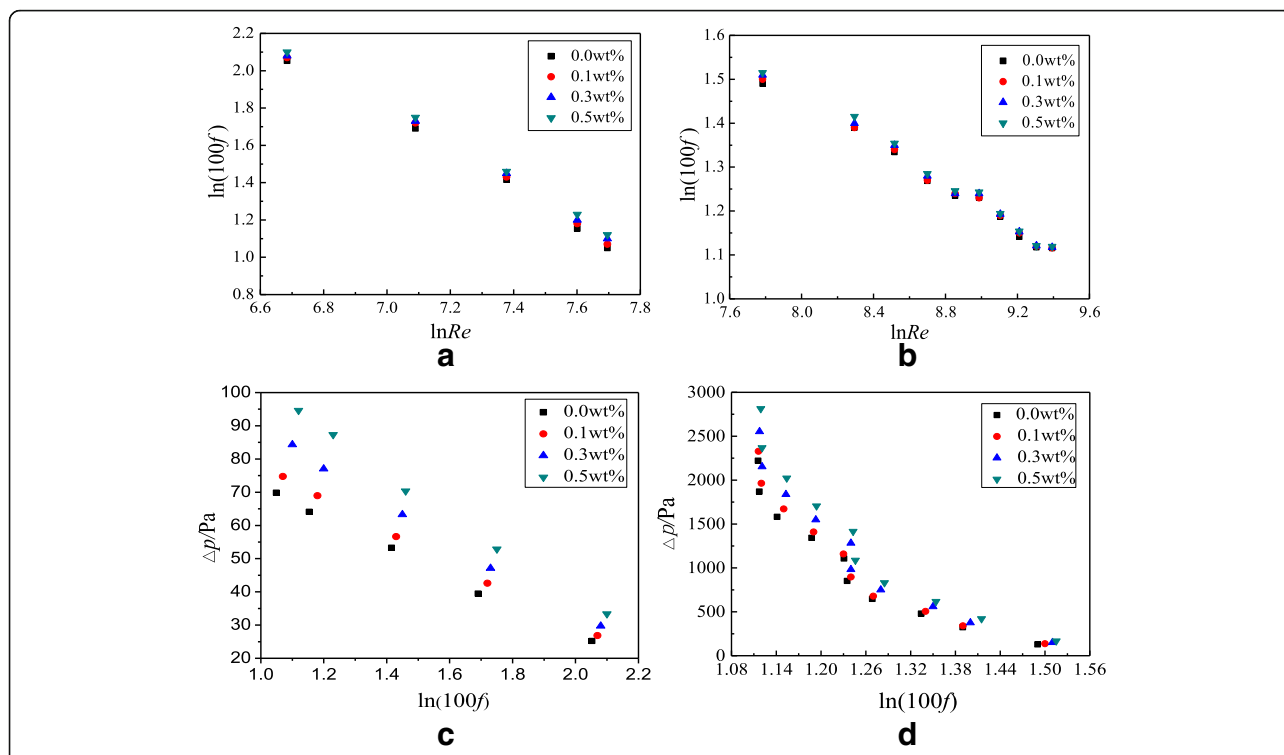 2.2
2.0
1.8
1.6
1.4
1.2
1.0
0.8
ln(100f)
6.6 6.8 7.0 7.2 7.4 7.6 7.8
lnRe
0.0wt%
0.1wt%
0.3wt%
0.5wt%
a
1.6
1.5
1.4
1.3
1.2
1.1
1.0
ln(100f)
7.6 8.0 8.4 8.8 9.2 9.6
lnRe
0.0wt%
0.1wt%
0.3wt%
0.5wt%
b
100
90
80
70
60
50
40
30
20
△p/Pa
1.0 1.2 1.4 1.6 1.8 2.0 2.2
ln(100f)
0.0wt%
0.1wt%
0.3wt%
0.5wt%
c
3000
2500
2000
1500
1000
500
0
△p/Pa
1.08 1.14 1.20 1.26 1.32 1.38 1.44 1.50 1.56
ln(100f)
0.0wt%
0.1wt%
0.3wt%
0.5wt%
d